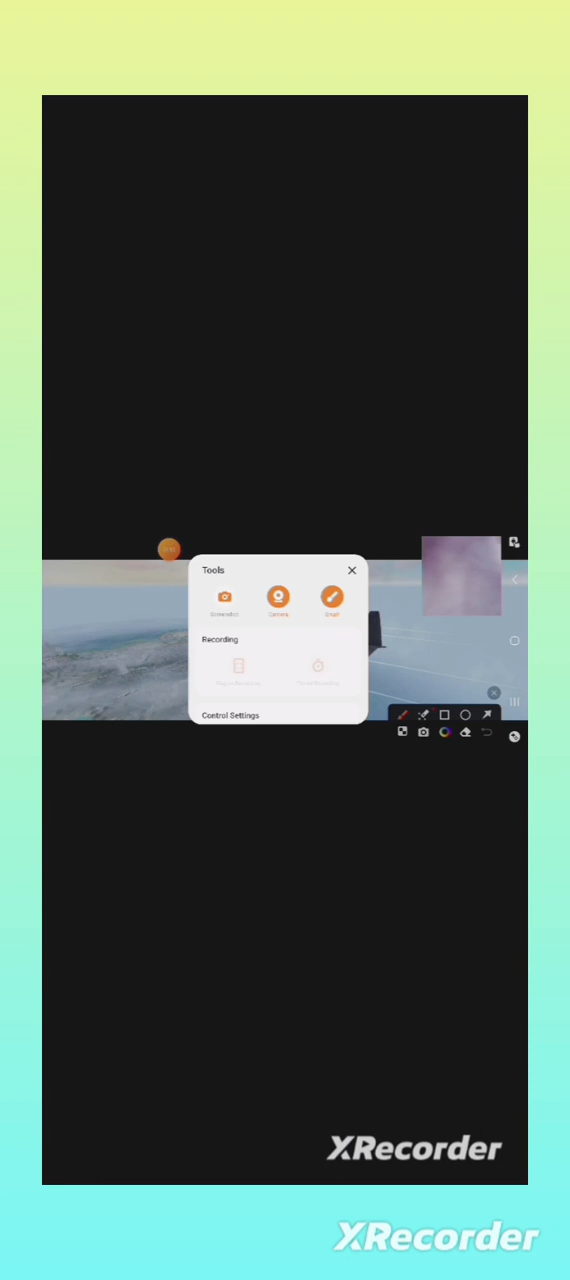 Tools
Screenshot
Camera
Brush
Recording
Control Settings
XRecorder
XRecorder